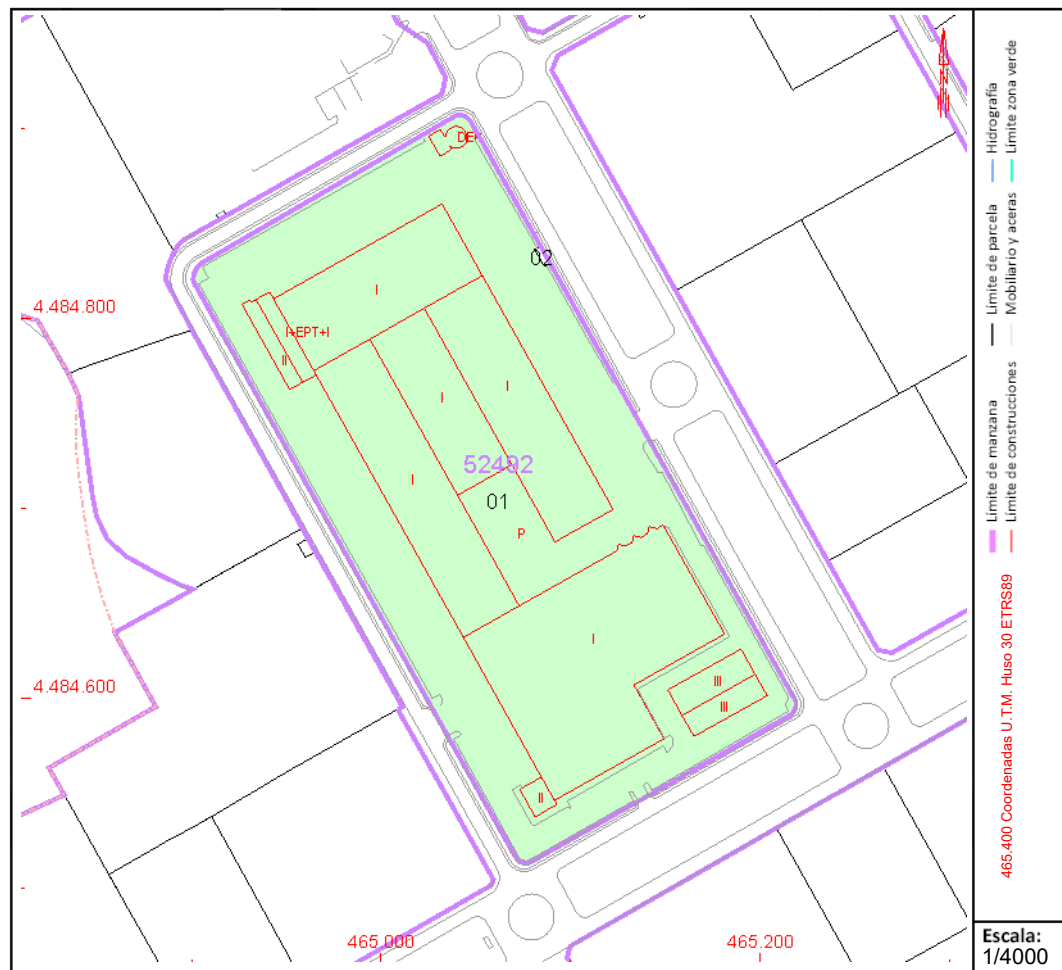 DE
02
4.484.800
I
I+EPT+I
II
I
I
I
52492
01
P
I
4.484.600
III
III
II
465.000
465.200
Límite de manzana
Límite de parcela
Hidrografía
Límite de construcciones
Mobiliario y aceras
Límite zona verde
465.400 Coordenadas U.T.M. Huso 30 ETRS89
N
Escala:
1/4000